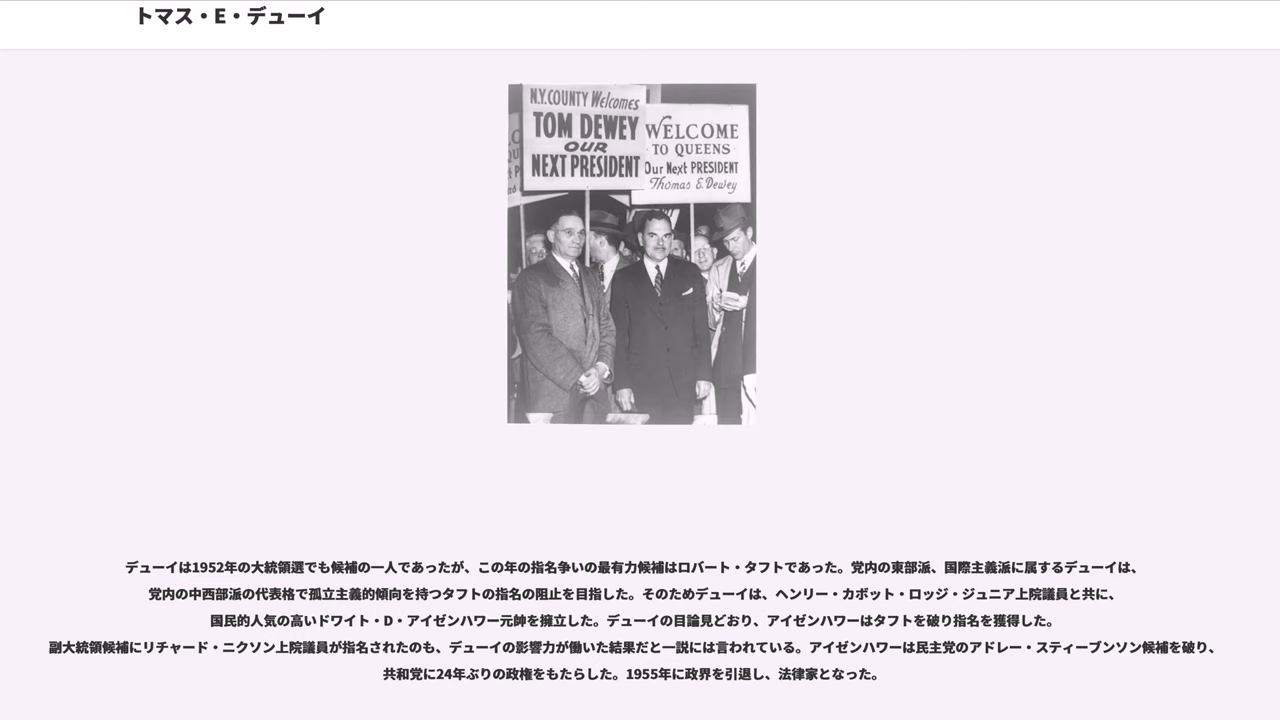 トマス・E・デューイ
N.Y. COUNTY Welcomes
TOM DEWEY
OUR
NEXT PRESIDENT
WELCOME
TO QUEENS
Our Next PRESIDENT
Thomas E. Dewey
デューイは1952年の大統領選でも候補の一人であったが、この年の指名争いの最有力候補はロバート・タフトであった。党内の東部派、国際主義派に属するデューイは、
党内の中西部派の代表格で孤立主義的傾向を持つタフトの指名の阻止を目指した。そのためデューイは、ヘンリー・カボット・ロッジ・ジュニア上院議員と共に、
国民的人気の高いドワイト・D・アイゼンハワー元帥を擁立した。デューイの目論見どおり、アイゼンハワーはタフトを破り指名を獲得した。
副大統領候補にリチャード・ニクソン上院議員が指名されたのも、デューイの影響力が働いた結果だと一説には言われている。アイゼンハワーは民主党のアドレー・スティーブンソン候補を破り、
共和党に24年ぶりの政権をもたらした。1955年に政界を引退し、法律家となった。